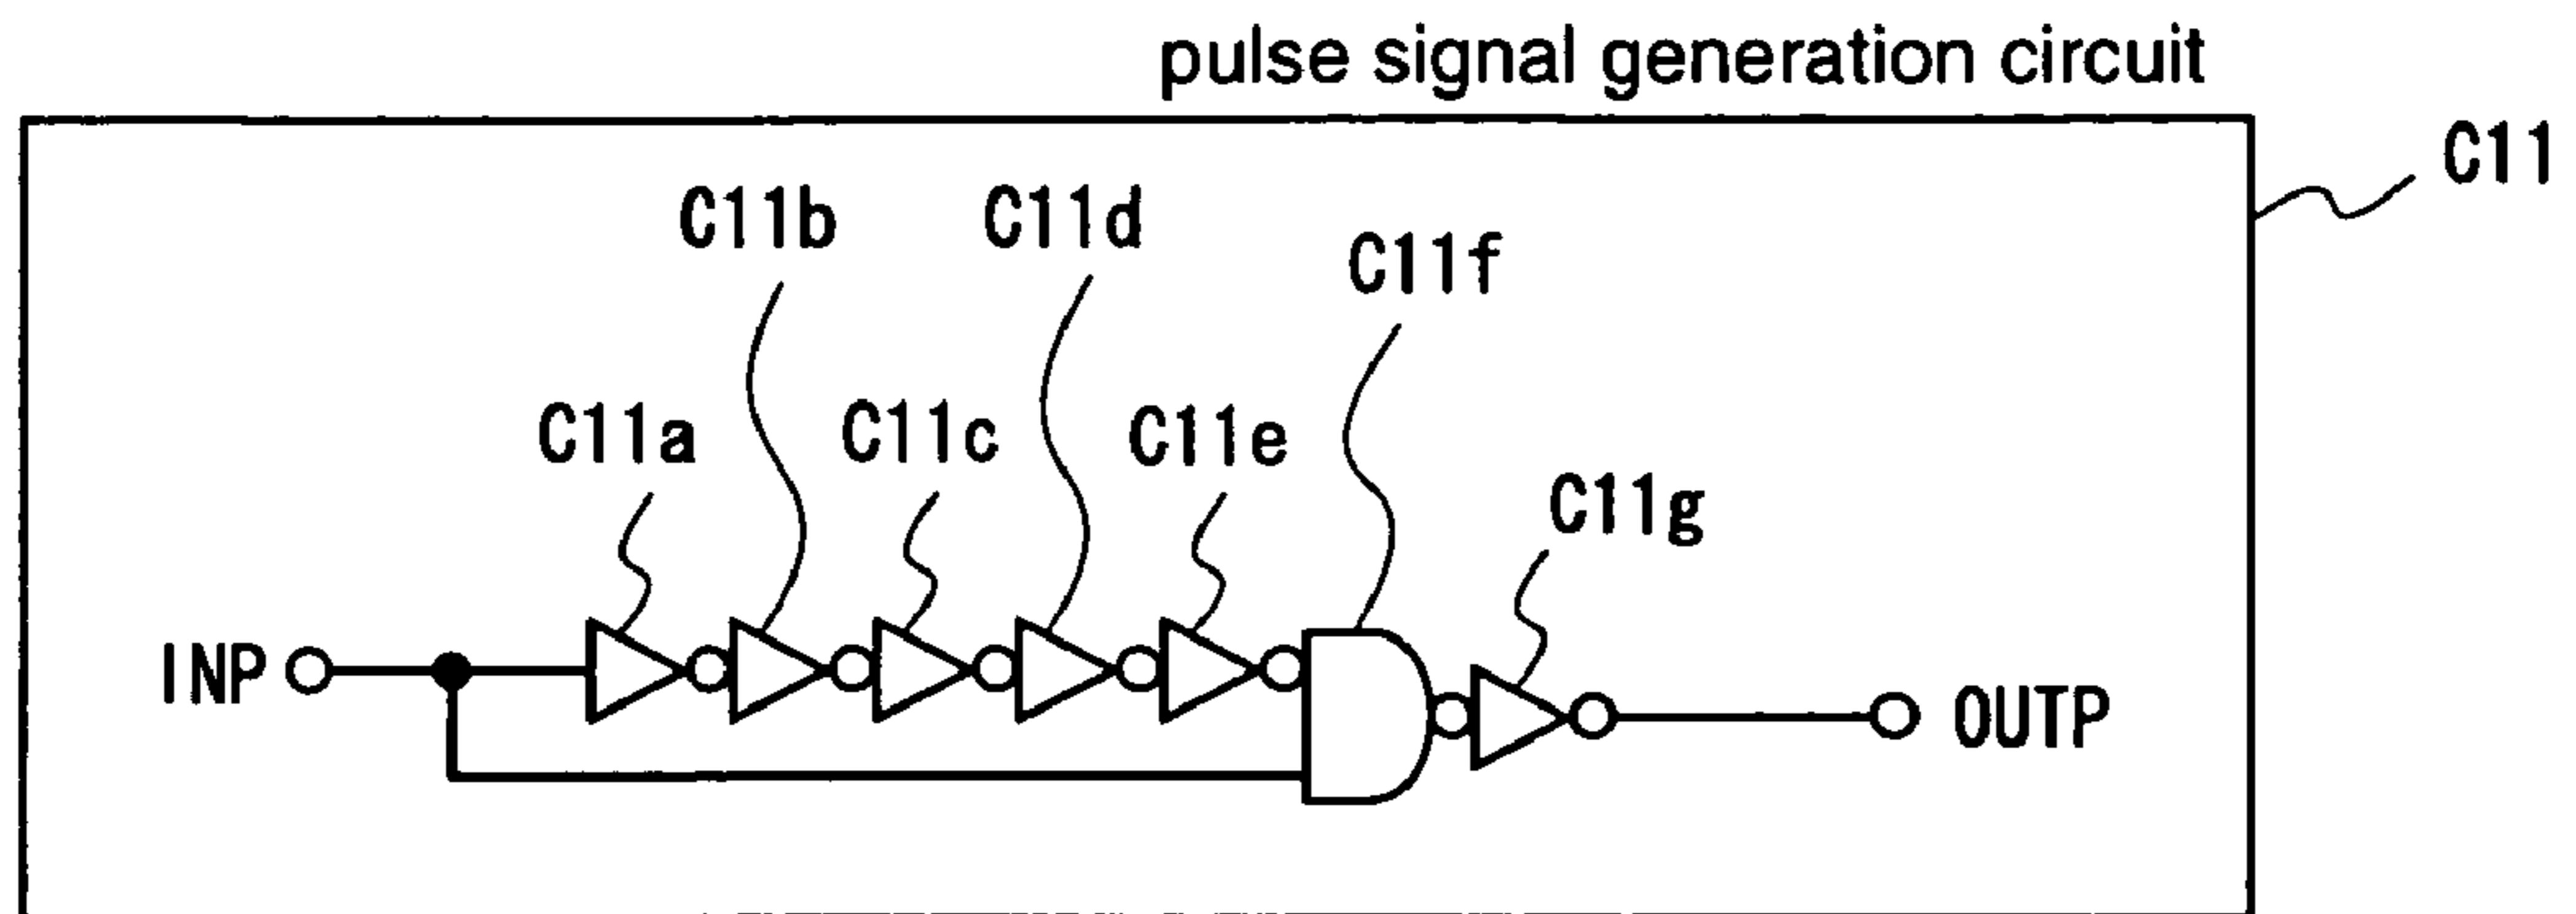 pulse signal generation circuit
C11
C11b
C11d
C11f
C11a
C11c
C11e
C11g
INP
OUTP